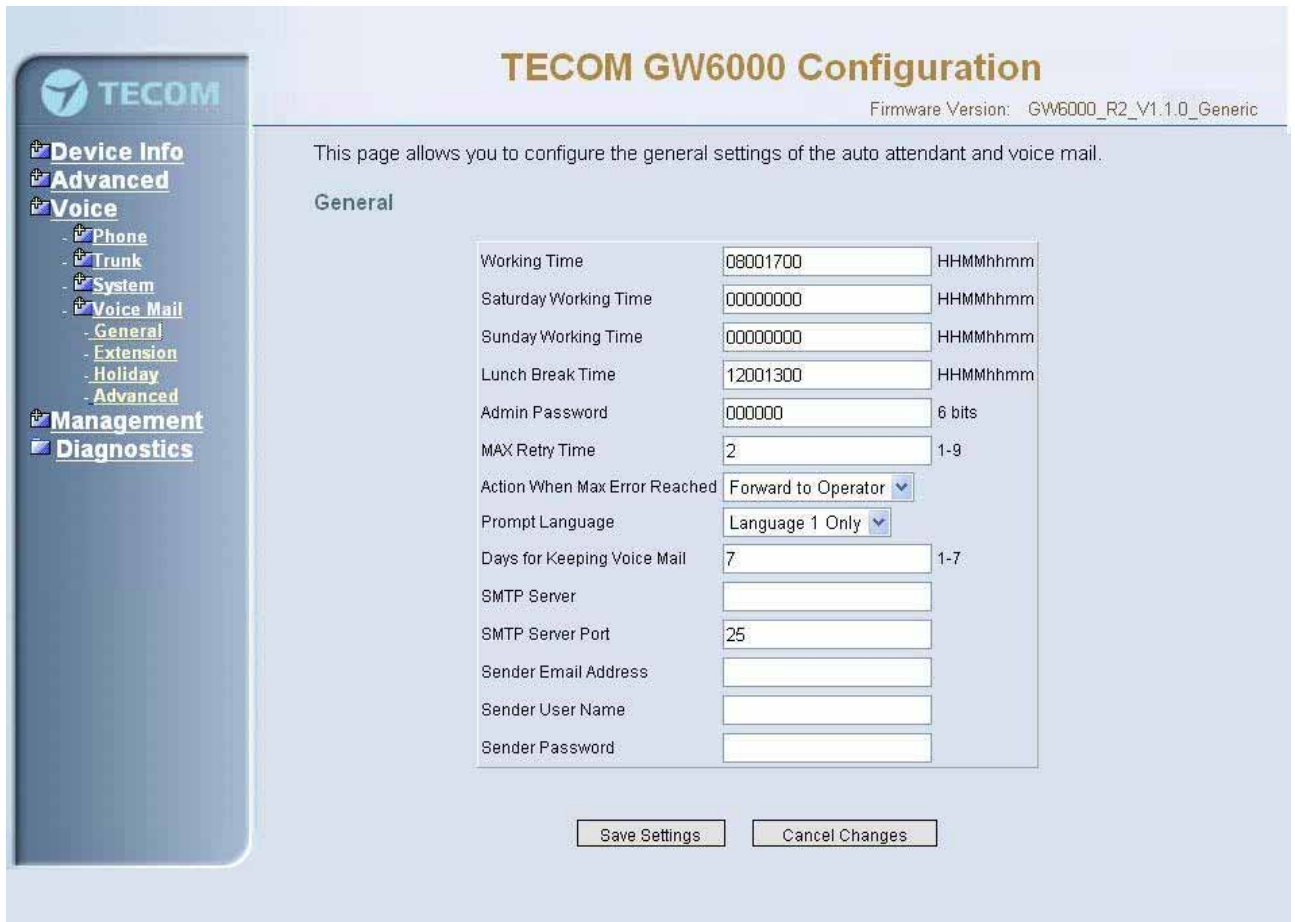 TECOM
TECOM GW6000 Configuration
Firmware Version: GW6000_R2_V1.1.0_Generic
Device Info
Advanced
Voice
- Phone
- Trunk
- System
- Voice Mail
- General
- Extension
- Holiday
- Advanced
Management
Diagnostics
This page allows you to configure the general settings of the auto attendant and voice mail.
General
Working Time 08001700 HHMMhhmm
Saturday Working Time 00000000 HHMMhhmm
Sunday Working Time 00000000 HHMMhhmm
Lunch Break Time 12001300 HHMMhhmm
Admin Password 000000 6 bits
MAX Retry Time 2 1-9
Action When Max Error Reached Forward to Operator
Prompt Language Language 1 Only
Days for Keeping Voice Mail 7 1-7
SMTP Server
SMTP Server Port 25
Sender Email Address
Sender User Name
Sender Password
Save Settings Cancel Changes